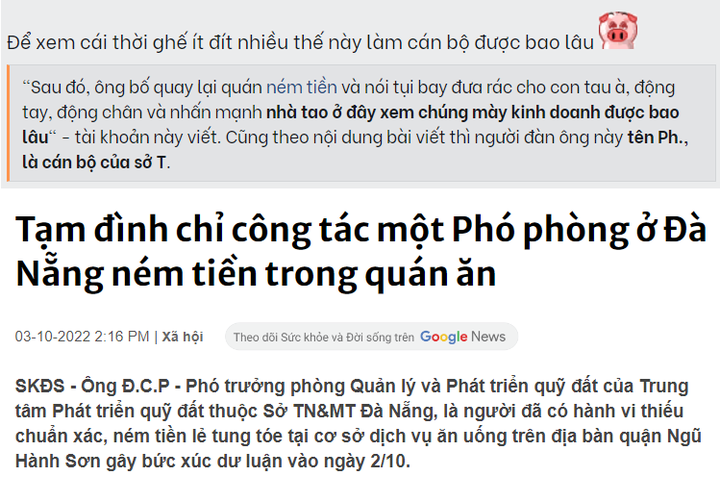 Để xem cái thời ghế ít đít nhiều thế này làm cán bộ được bao lâu
“Sau đó, ông bố quay lại quán ném tiền và nói tụi bay đưa rác cho con tau à, động
tay, động chân và nhấn mạnh nhà tao ở đây xem chúng mày kinh doanh được bao
lâu“ - tài khoản này viết. Cũng theo nội dung bài viết thì người đàn ông này tên Ph.,
là cán bộ của sở T.
Tạm đình chỉ công tác một Phó phòng ở Đà
Nẵng ném tiền trong quán ăn
03-10-2022 2:16 PM | Xã hội
Theo dõi Sức khỏe và Đời sống trên Google News
SKĐS - Ông Đ.C.P - Phó trưởng phòng Quản lý và Phát triển quỹ đất của Trung
tâm Phát triển quỹ đất thuộc Sở TN&MT Đà Nẵng, là người đã có hành vi thiếu
chuẩn xác, ném tiền lẻ tung tóe tại cơ sở dịch vụ ăn uống trên địa bàn quận Ngũ
Hành Sơn gây bức xúc dư luận vào ngày 2/10.